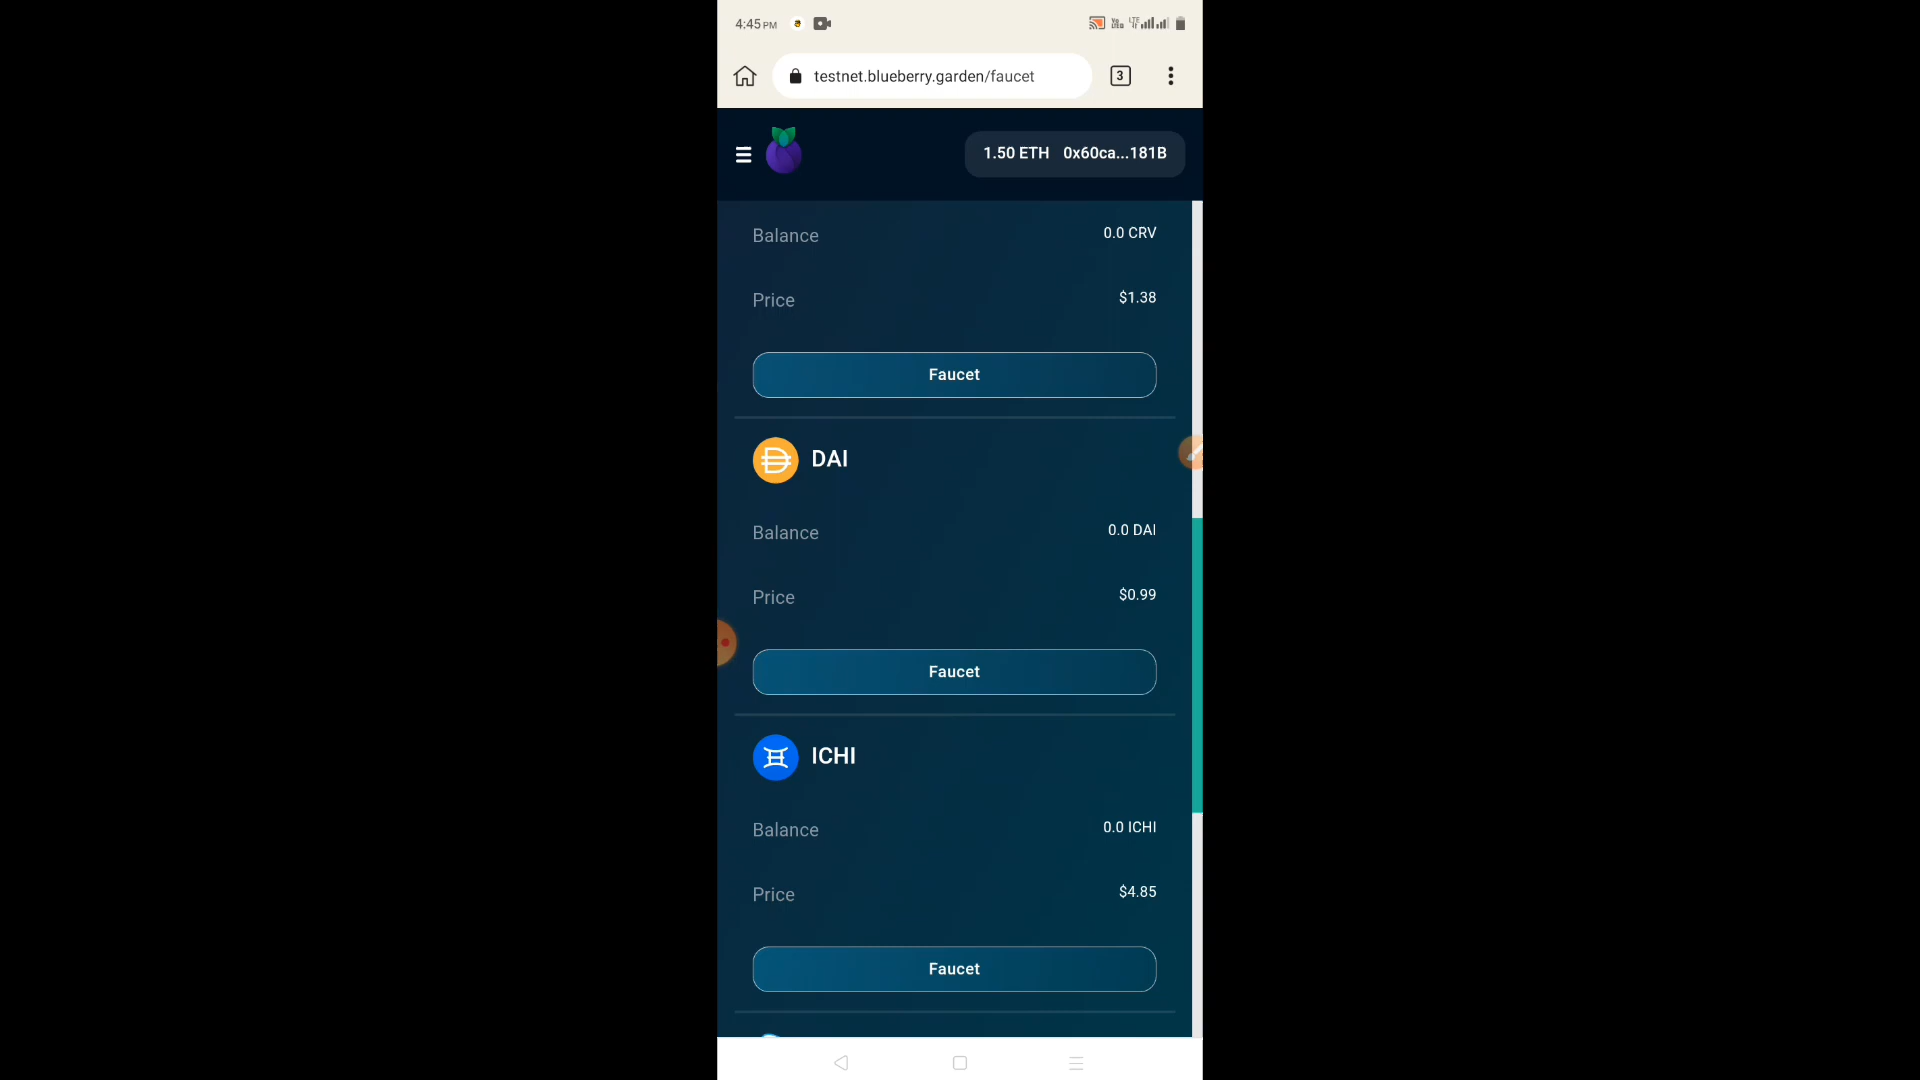 4:45 PM
testnet.blueberry.garden/faucet
3
1.50 ETH 0x60ca...181B
Balance 0.0 CRV
Price $1.38
Faucet
DAI
Balance 0.0 DAI
Price $0.99
Faucet
ICHI
Balance 0.0 ICHI
Price $4.85
Faucet